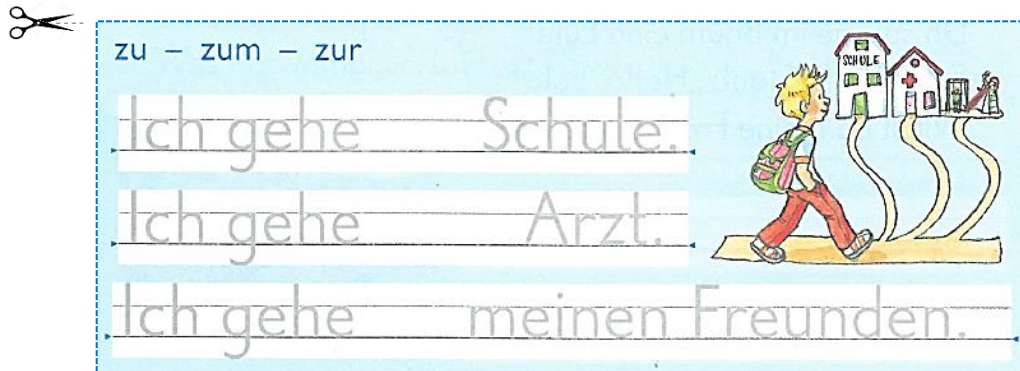 zu – zum – zur
SCHULE
Ich gehe Schule.
Ich gehe Arzt.
Ich gehe meinen Freunden.